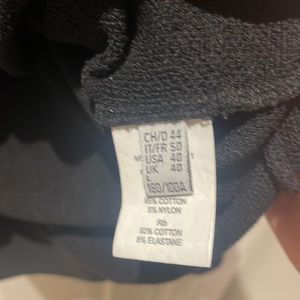 CH/D 44
IT/FR 50
USA 40
UK 40
L
180/100A
95% COTTON
5% NYLON
Rib
92% COTTON
8% ELASTANE